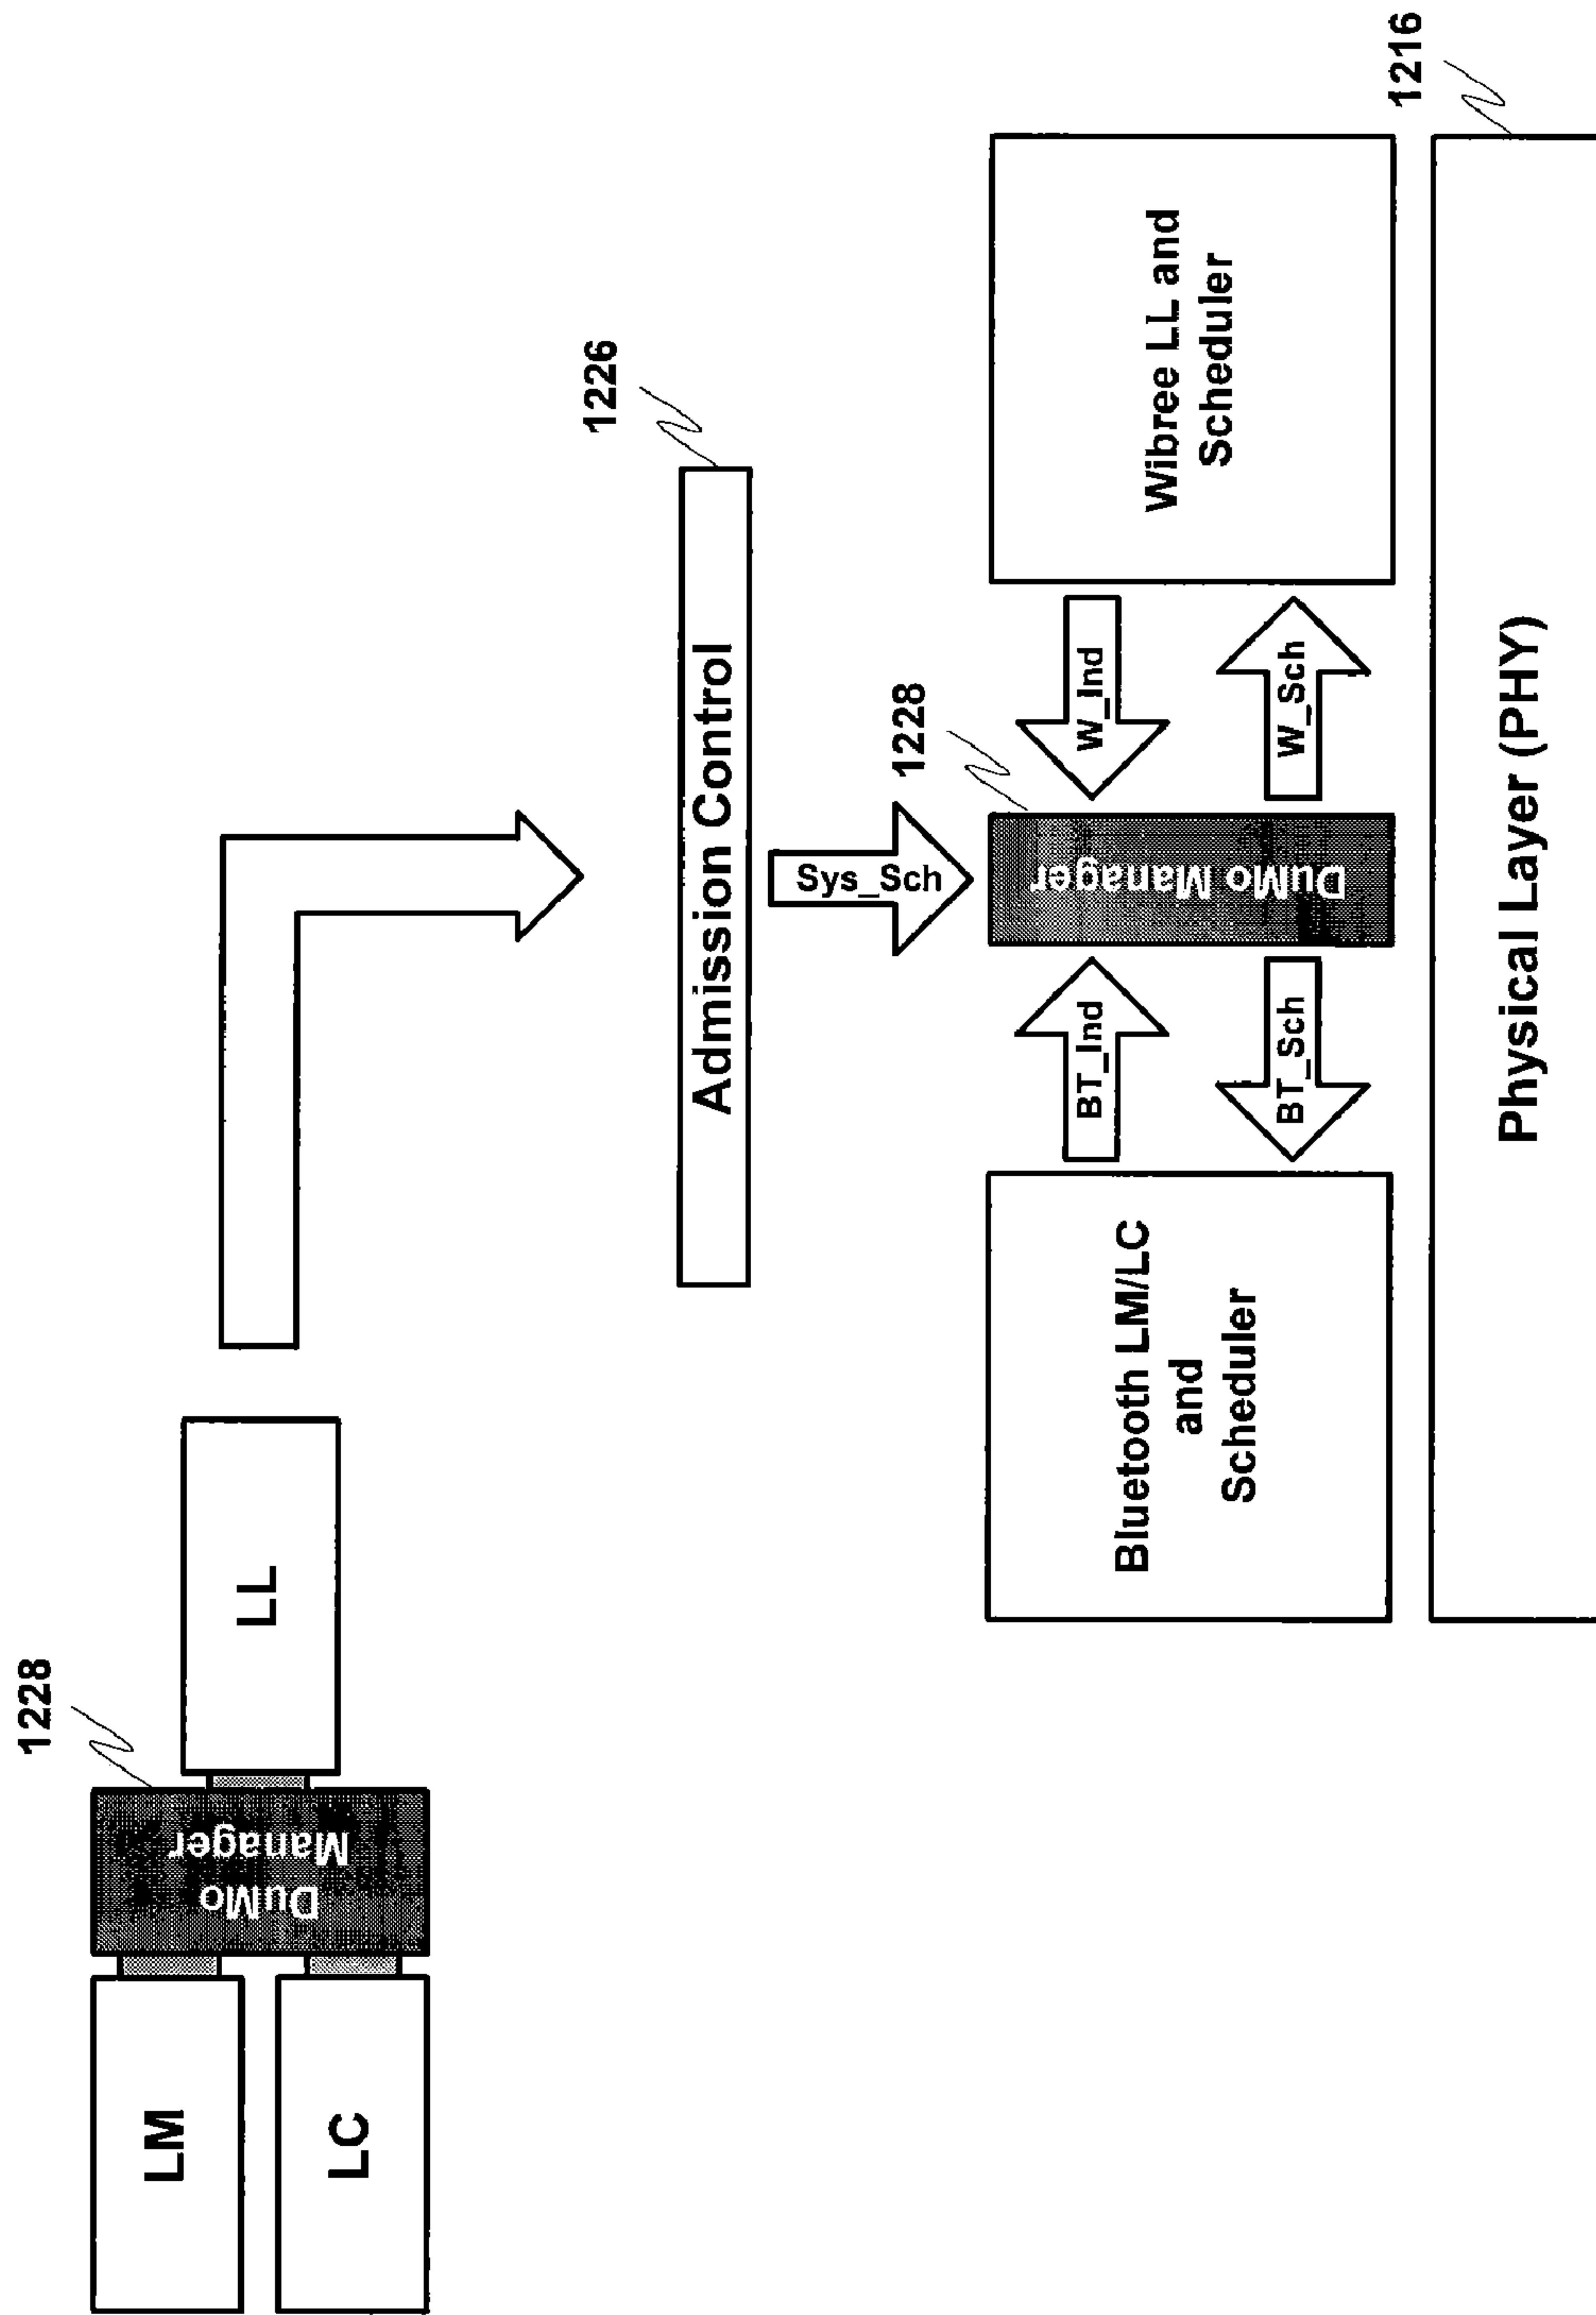 1228
LM
LC
DuMo
Manager
LL
1226
Admission Control
Sys_Sch
1228
Bluetooth LM/LC
and
Scheduler
BT_Ind
BT_Sch
DuMo Manager
W_Ind
W_Sch
Wibree LL and
Scheduler
1216
Physical Layer (PHY)